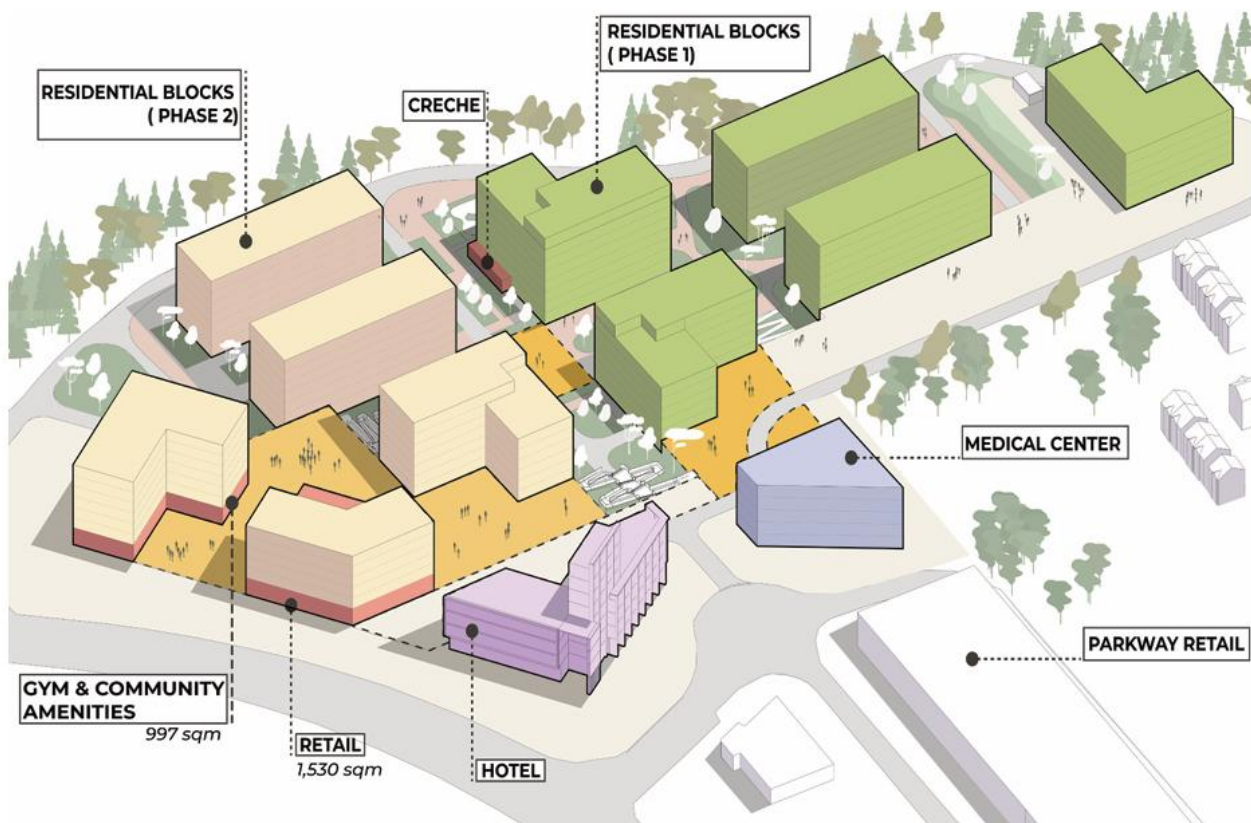 RESIDENTIAL BLOCKS
( PHASE 1)
RESIDENTIAL BLOCKS
( PHASE 2)
CRECHE
MEDICAL CENTER
PARKWAY RETAIL
GYM & COMMUNITY
AMENITIES
997 sqm
RETAIL
1,530 sqm
HOTEL